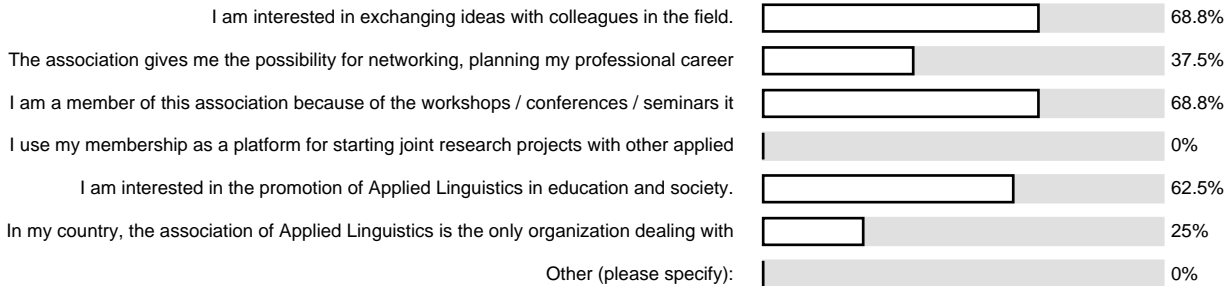 I am interested in exchanging ideas with colleagues in the field. 68.8%
The association gives me the possibility for networking, planning my professional career 37.5%
I am a member of this association because of the workshops / conferences / seminars it 68.8%
I use my membership as a platform for starting joint research projects with other applied 0%
I am interested in the promotion of Applied Linguistics in education and society. 62.5%
In my country, the association of Applied Linguistics is the only organization dealing with 25%
Other (please specify): 0%